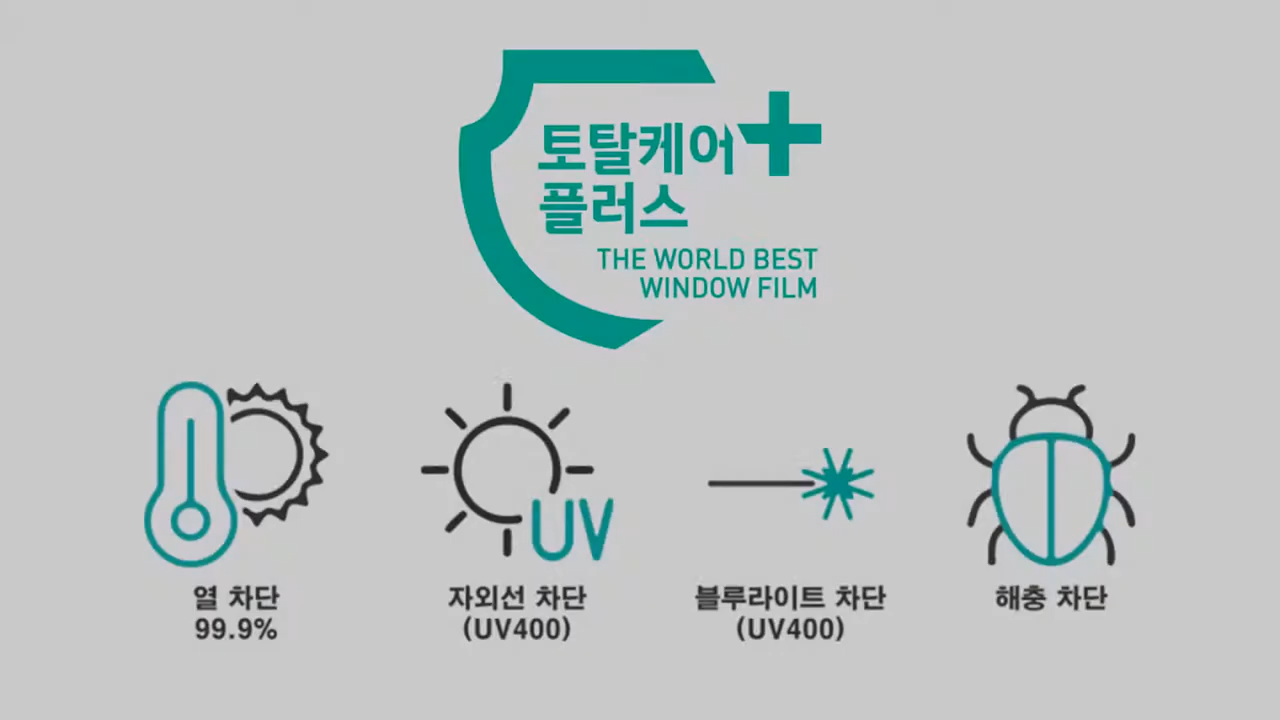 토탈케어+
플러스
THE WORLD BEST
WINDOW FILM
UV
열 차단
99.9%
자외선 차단
(UV400)
블루라이트 차단
(UV400)
해충 차단